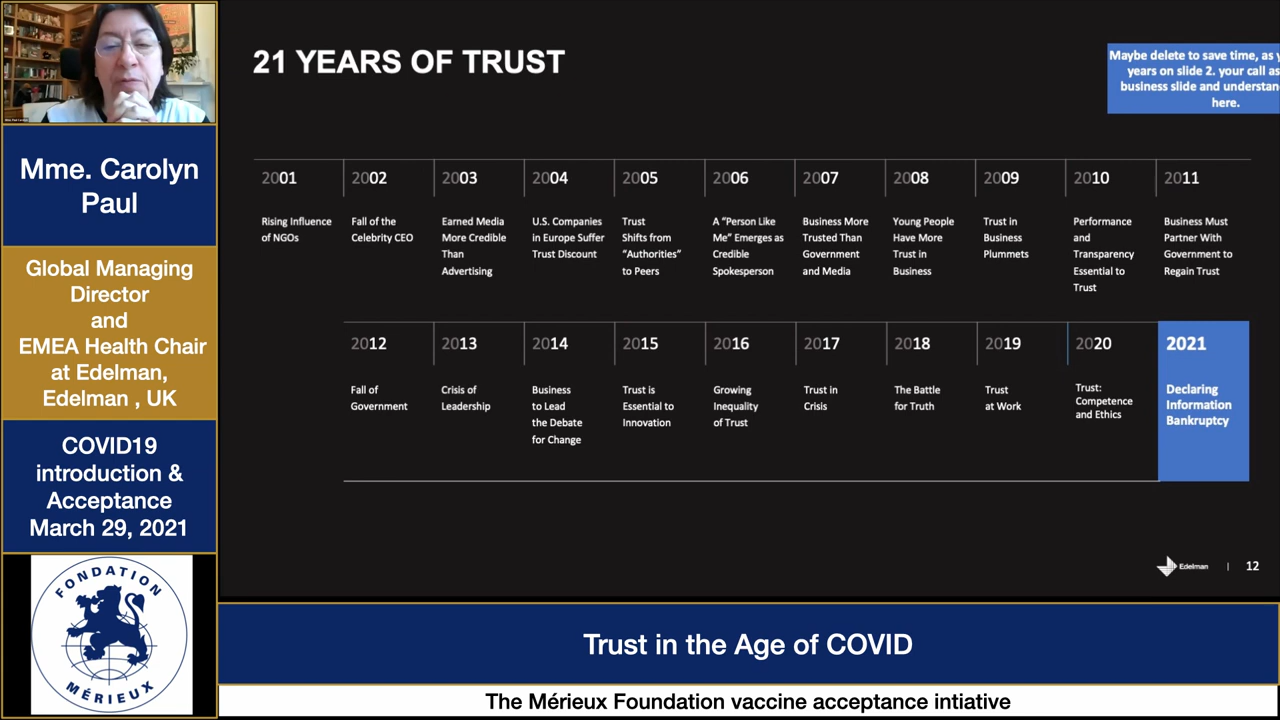 Mme. Carolyn
Paul
Global Managing
Director
and
EMEA Health Chair
at Edelman,
Edelman , UK
COVID19
introduction &
Acceptance
March 29, 2021
FONDATION
MÉRIEUX
21 YEARS OF TRUST
Maybe delete to save time, as
years on slide 2. your call as
business slide and understan
here.
2001
Rising Influence
of NGOs
2002
Fall of the
Celebrity CEO
2003
Earned Media
More Credible
Than
Advertising
2004
U.S. Companies
in Europe Suffer
Trust Discount
2005
Trust
Shifts from
“Authorities”
to Peers
2006
A “Person Like
Me” Emerges as
Credible
Spokesperson
2007
Business More
Trusted Than
Government
and Media
2008
Young People
Have More
Trust in
Business
2009
Trust in
Business
Plummets
2010
Performance
and
Transparency
Essential to
Trust
2011
Business Must
Partner With
Government to
Regain Trust
2012
Fall of
Government
2013
Crisis of
Leadership
2014
Business
to Lead
the Debate
for Change
2015
Trust is
Essential to
Innovation
2016
Growing
Inequality
of Trust
2017
Trust in
Crisis
2018
The Battle
for Truth
2019
Trust
at Work
2020
Trust:
Competence
and Ethics
2021
Declaring
Information
Bankruptcy
Edelman | 12
Trust in the Age of COVID
The Mérieux Foundation vaccine acceptance intiative